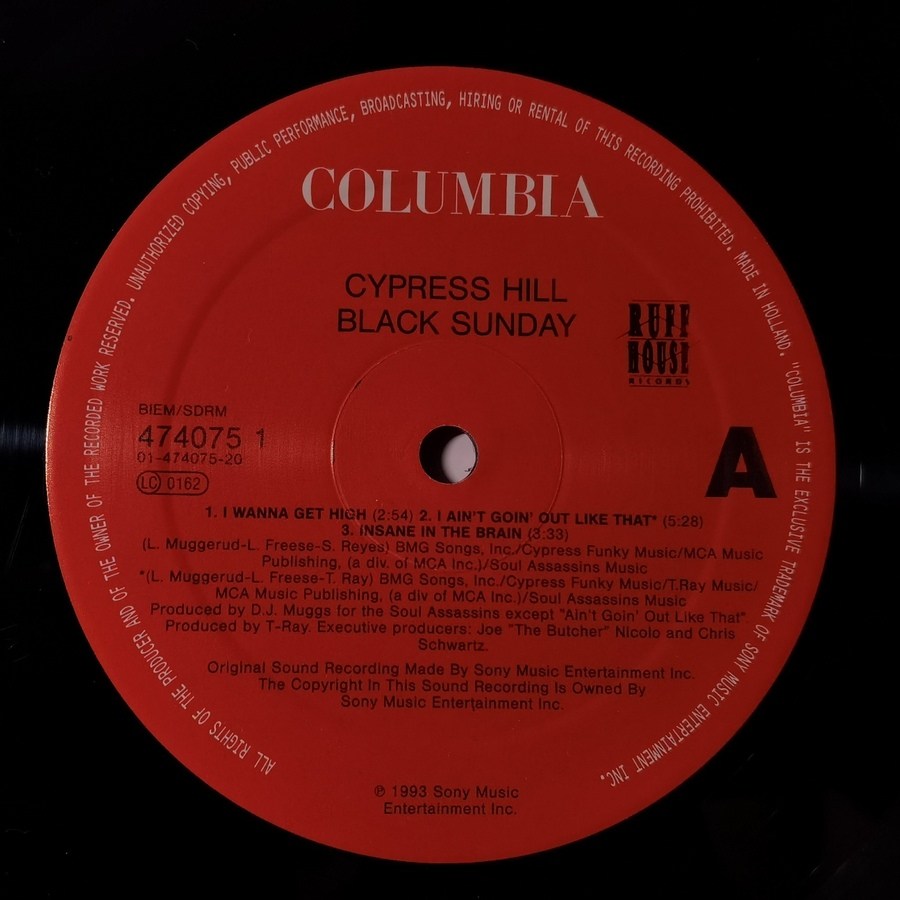 ALL RIGHTS OF THE PRODUCER AND OF THE OWNER OF THE RECORDED WORK RESERVED. UNAUTHORIZED COPYING, PUBLIC PERFORMANCE, BROADCASTING, HIRING OR RENTAL OF THIS RECORDING PROHIBITED. MADE IN HOLLAND. "COLUMBIA" IS THE EXCLUSIVE TRADEMARK OF SONY MUSIC ENTERTAINMENT INC.
COLUMBIA
CYPRESS HILL
BLACK SUNDAY
RUFF
HOUSE
RECORDS
BIEM/SDRM
474075 1
01-474075-20
LC 0162
A
1. I WANNA GET HIGH (2:54) 2. I AIN'T GOIN' OUT LIKE THAT* (5:28)
3. INSANE IN THE BRAIN (3:33)
(L. Muggerud-L. Freese-S. Reyes) BMG Songs, Inc./Cypress Funky Music/MCA Music
Publishing, (a div. of MCA Inc.)/Soul Assassins Music
*(L. Muggerud-L. Freese-T. Ray) BMG Songs, Inc./Cypress Funky Music/T.Ray Music/
MCA Music Publishing, (a div of MCA Inc.)/Soul Assassins Music
Produced by D.J. Muggs for the Soul Assassins except "Ain't Goin' Out Like That".
Produced by T-Ray. Executive producers: Joe "The Butcher" Nicolo and Chris
Schwartz.
Original Sound Recording Made By Sony Music Entertainment Inc.
The Copyright In This Sound Recording Is Owned By
Sony Music Entertainment Inc.
℗ 1993 Sony Music
Entertainment Inc.